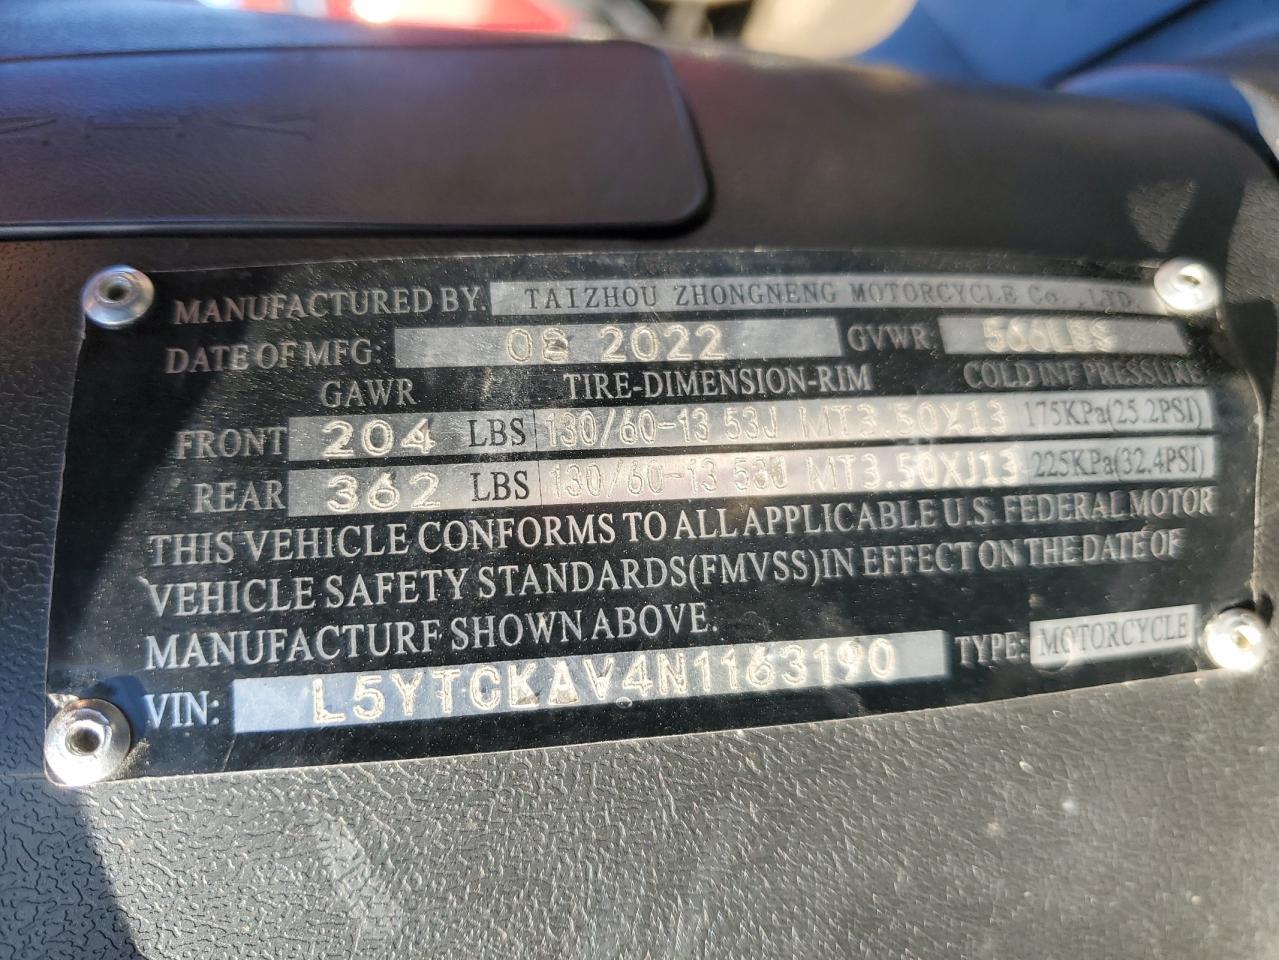 MANUFACTURED BY. TAIZHOU ZHONGNENG MOTORCYCLE Co.,LTD.
DATE OF MFG: 08 2022 GVWR: 566LBS
GAWR TIRE-DIMENSION-RIM COLD INF PRESSURE
FRONT 204 LBS 130/60-13 53J MT3.50X13 175KPa(25.2PSI)
REAR 362 LBS 130/60-13 53J MT3.50XJ13 225KPa(32.4PSI)
THIS VEHICLE CONFORMS TO ALL APPLICABLE U.S. FEDERAL MOTOR
VEHICLE SAFETY STANDARDS(FMVSS)IN EFFECT ON THE DATE OF
MANUFACTURF SHOWN ABOVE.
VIN: L5YTCKAV4N1163190 TYPE: MOTORCYCLE